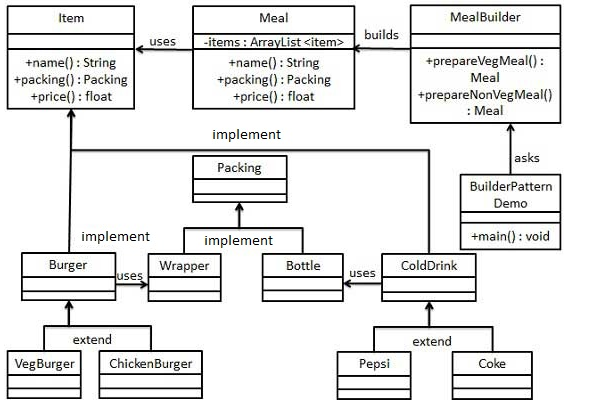 Item
+name() : String
+packing() : Packing
+price() : float
uses
Meal
-items : ArrayList <item>
+name() : String
+packing() : Packing
+price() : float
builds
MealBuilder
+prepareVegMeal() :
Meal
+prepareNonVegMeal()
: Meal
implement
asks
Packing
BuilderPattern
Demo
+main() : void
implement
implement
Burger
uses
Wrapper
Bottle
uses
ColdDrink
extend
extend
VegBurger
ChickenBurger
Pepsi
Coke